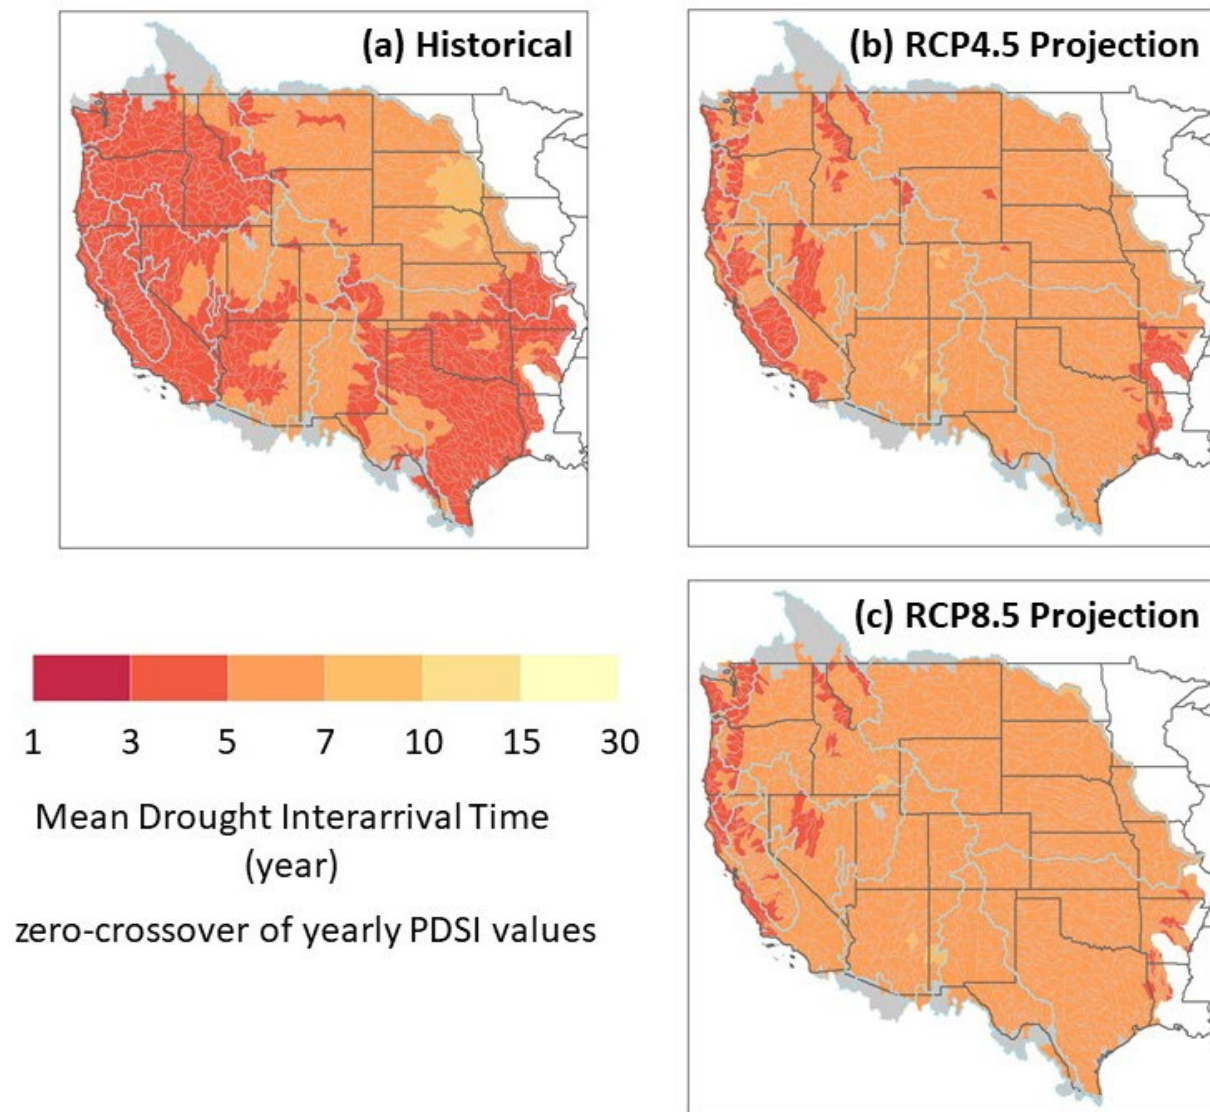 (a) Historical
(b) RCP4.5 Projection
(c) RCP8.5 Projection
1 3 5 7 10 15 30
Mean Drought Interarrival Time
(year)
zero-crossover of yearly PDSI values